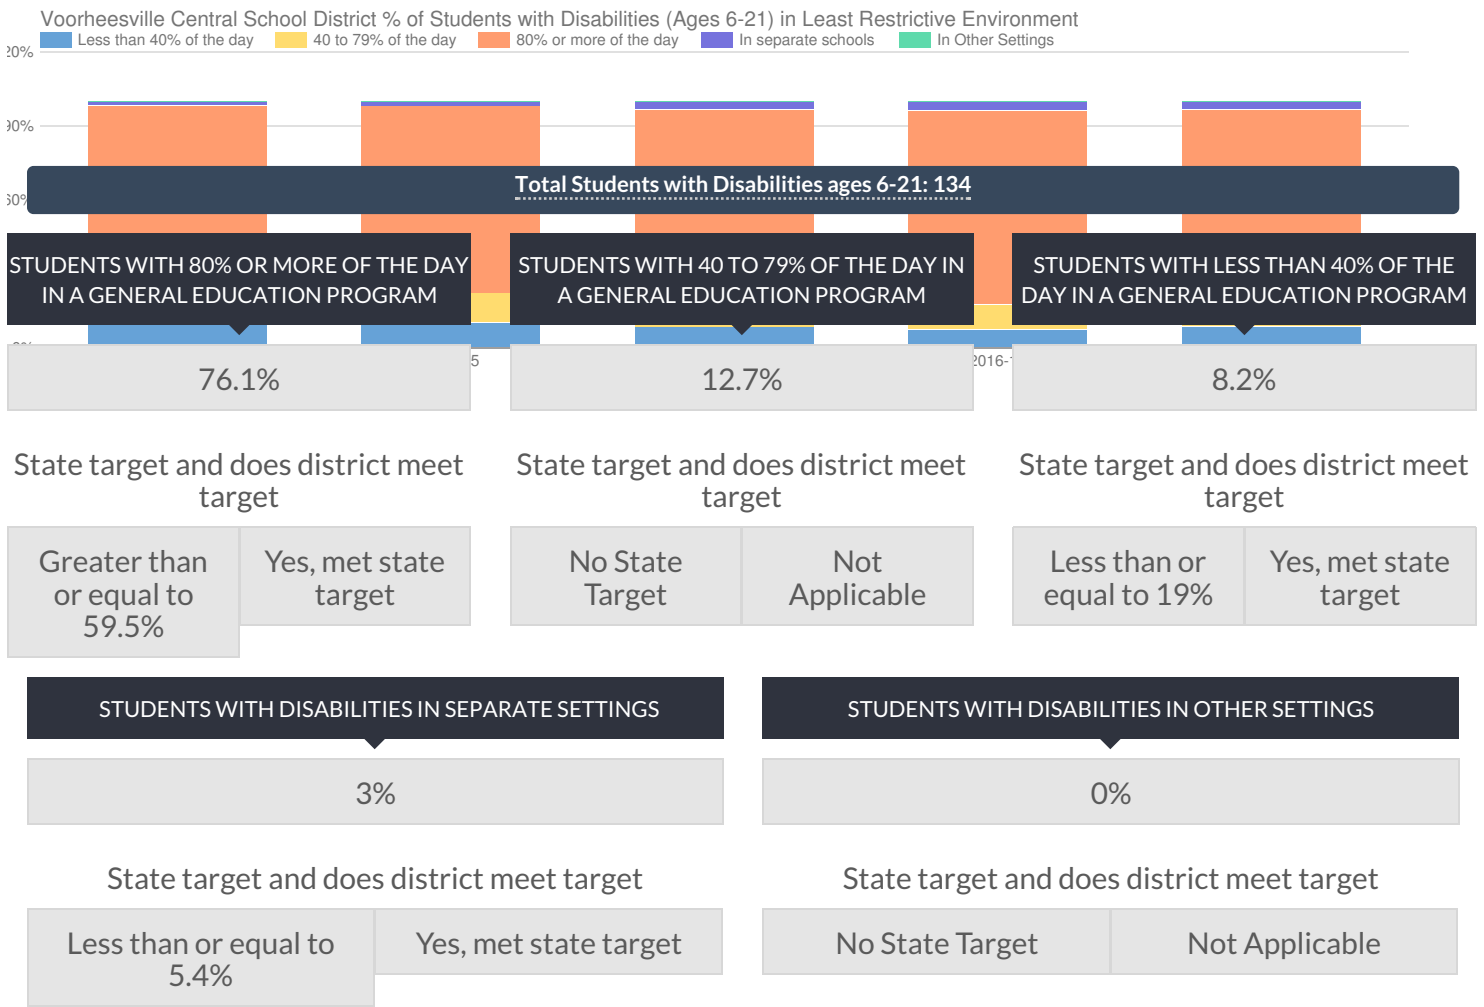 Voorheesville Central School District % of Students with Disabilities (Ages 6-21) in Least Restrictive Environment
Less than 40% of the day
40 to 79% of the day
80% or more of the day
In separate schools
In Other Settings
20%
90%
60%
Total Students with Disabilities ages 6-21: 134
STUDENTS WITH 80% OR MORE OF THE DAY
IN A GENERAL EDUCATION PROGRAM
STUDENTS WITH 40 TO 79% OF THE DAY IN
A GENERAL EDUCATION PROGRAM
STUDENTS WITH LESS THAN 40% OF THE
DAY IN A GENERAL EDUCATION PROGRAM
5
2016-1
76.1%
12.7%
8.2%
State target and does district meet
target
State target and does district meet
target
State target and does district meet
target
Greater than
or equal to
59.5%
Yes, met state
target
No State
Target
Not
Applicable
Less than or
equal to 19%
Yes, met state
target
STUDENTS WITH DISABILITIES IN SEPARATE SETTINGS
STUDENTS WITH DISABILITIES IN OTHER SETTINGS
3%
0%
State target and does district meet target
State target and does district meet target
Less than or equal to
5.4%
Yes, met state target
No State Target
Not Applicable